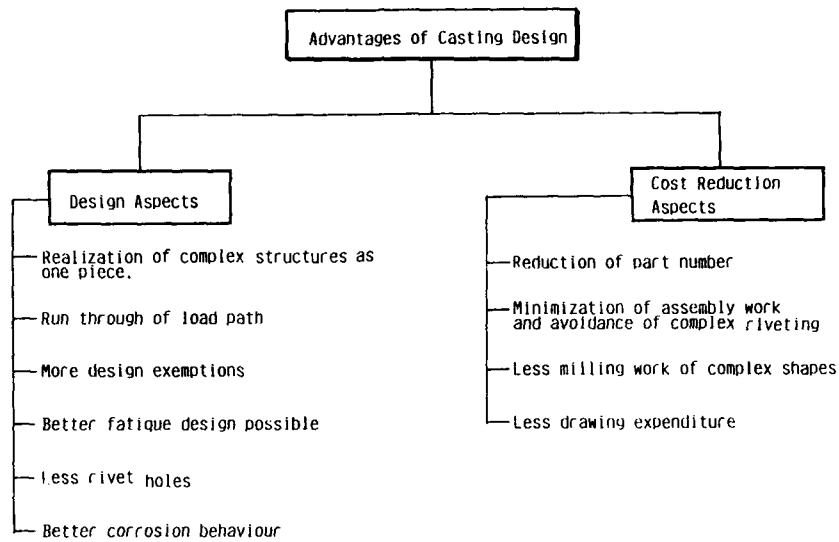 Advantages of Casting Design
Design Aspects
Realization of complex structures as
one piece.
Run through of load path
More design exemptions
Better fatique design possible
Less rivet holes
Better corrosion behaviour
Cost Reduction
Aspects
Reduction of part number
Minimization of assembly work
and avoidance of complex riveting
Less milling work of complex shapes
Less drawing expenditure